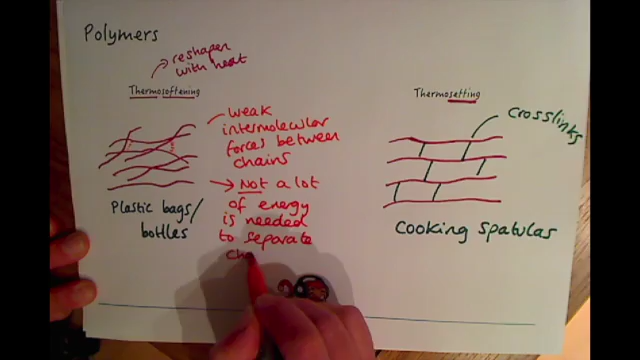 Polymers
reshapen
with heat
Thermosoftening
weak
intermolecular
forces between
chains
Not a lot
of energy
is needed
to separate
ch
Plastic bags/
bottles
Thermosetting
crosslinks
cooking spatulas